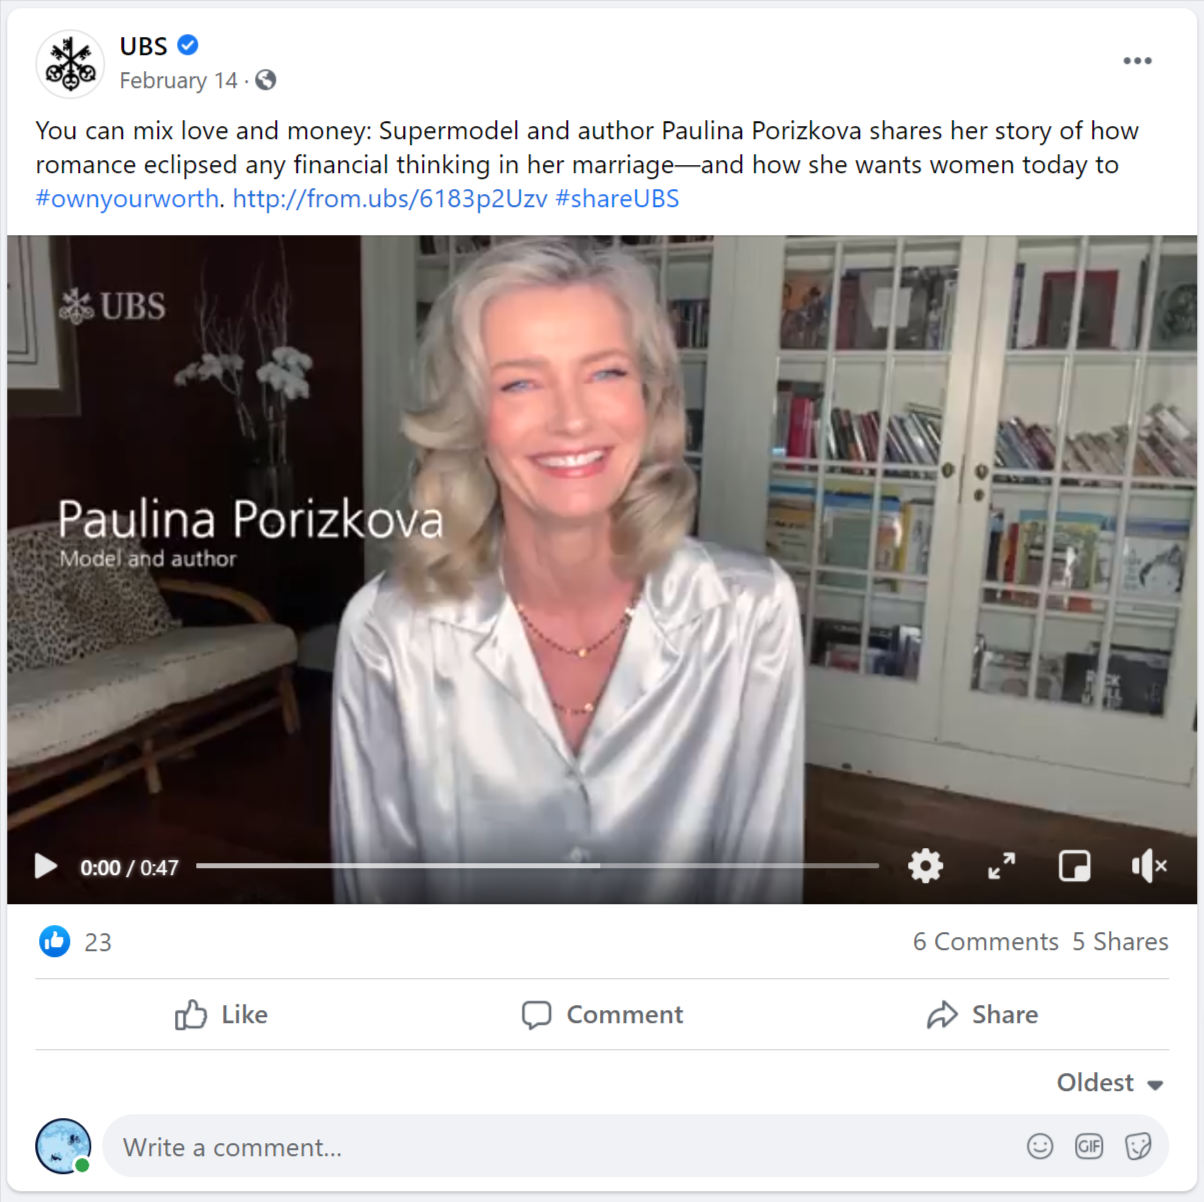 UBS
February 14 ·
You can mix love and money: Supermodel and author Paulina Porizkova shares her story of how
romance eclipsed any financial thinking in her marriage—and how she wants women today to
#ownyourworth. http://from.ubs/6183p2Uzv #shareUBS
UBS
Paulina Porizkova
Model and author
0:00 / 0:47
23
6 Comments 5 Shares
Like
Comment
Share
Oldest
Write a comment...
GIF